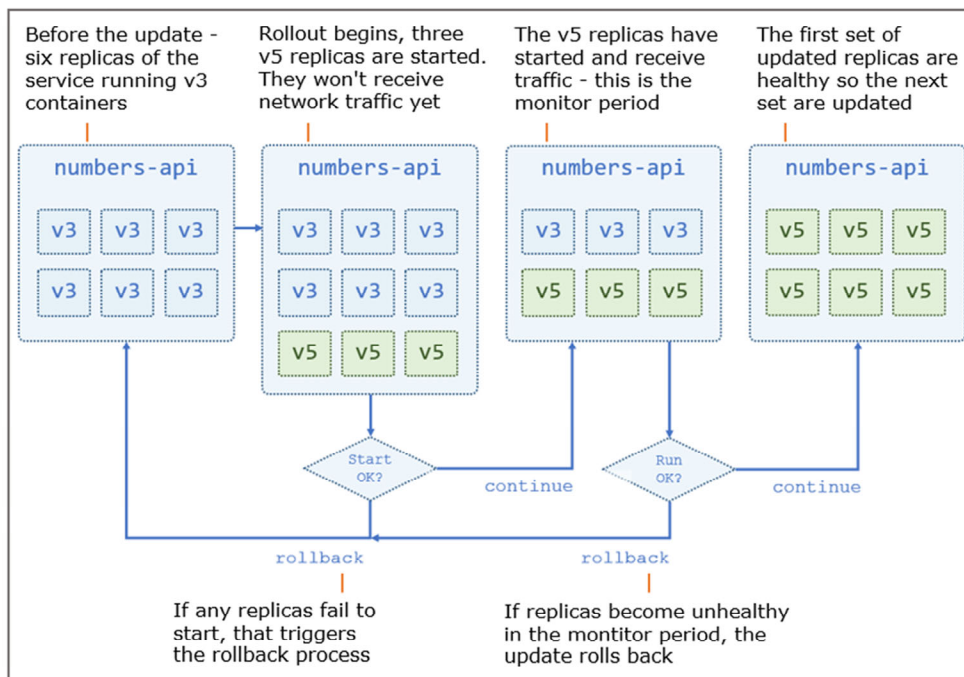 Before the update -
six replicas of the
service running v3
containers
Rollout begins, three
v5 replicas are started.
They won't receive
network traffic yet
The v5 replicas have
started and receive
traffic - this is the
monitor period
The first set of
updated replicas are
healthy so the next
set are updated
numbers-api
v3 v3 v3
v3 v3 v3
numbers-api
v3 v3 v3
v3 v3 v3
v5 v5 v5
numbers-api
v3 v3 v3
v5 v5 v5
numbers-api
v5 v5 v5
v5 v5 v5
Start
OK?
continue
Run
OK?
continue
rollback
rollback
If any replicas fail to
start, that triggers
the rollback process
If replicas become unhealthy
in the montitor period, the
update rolls back